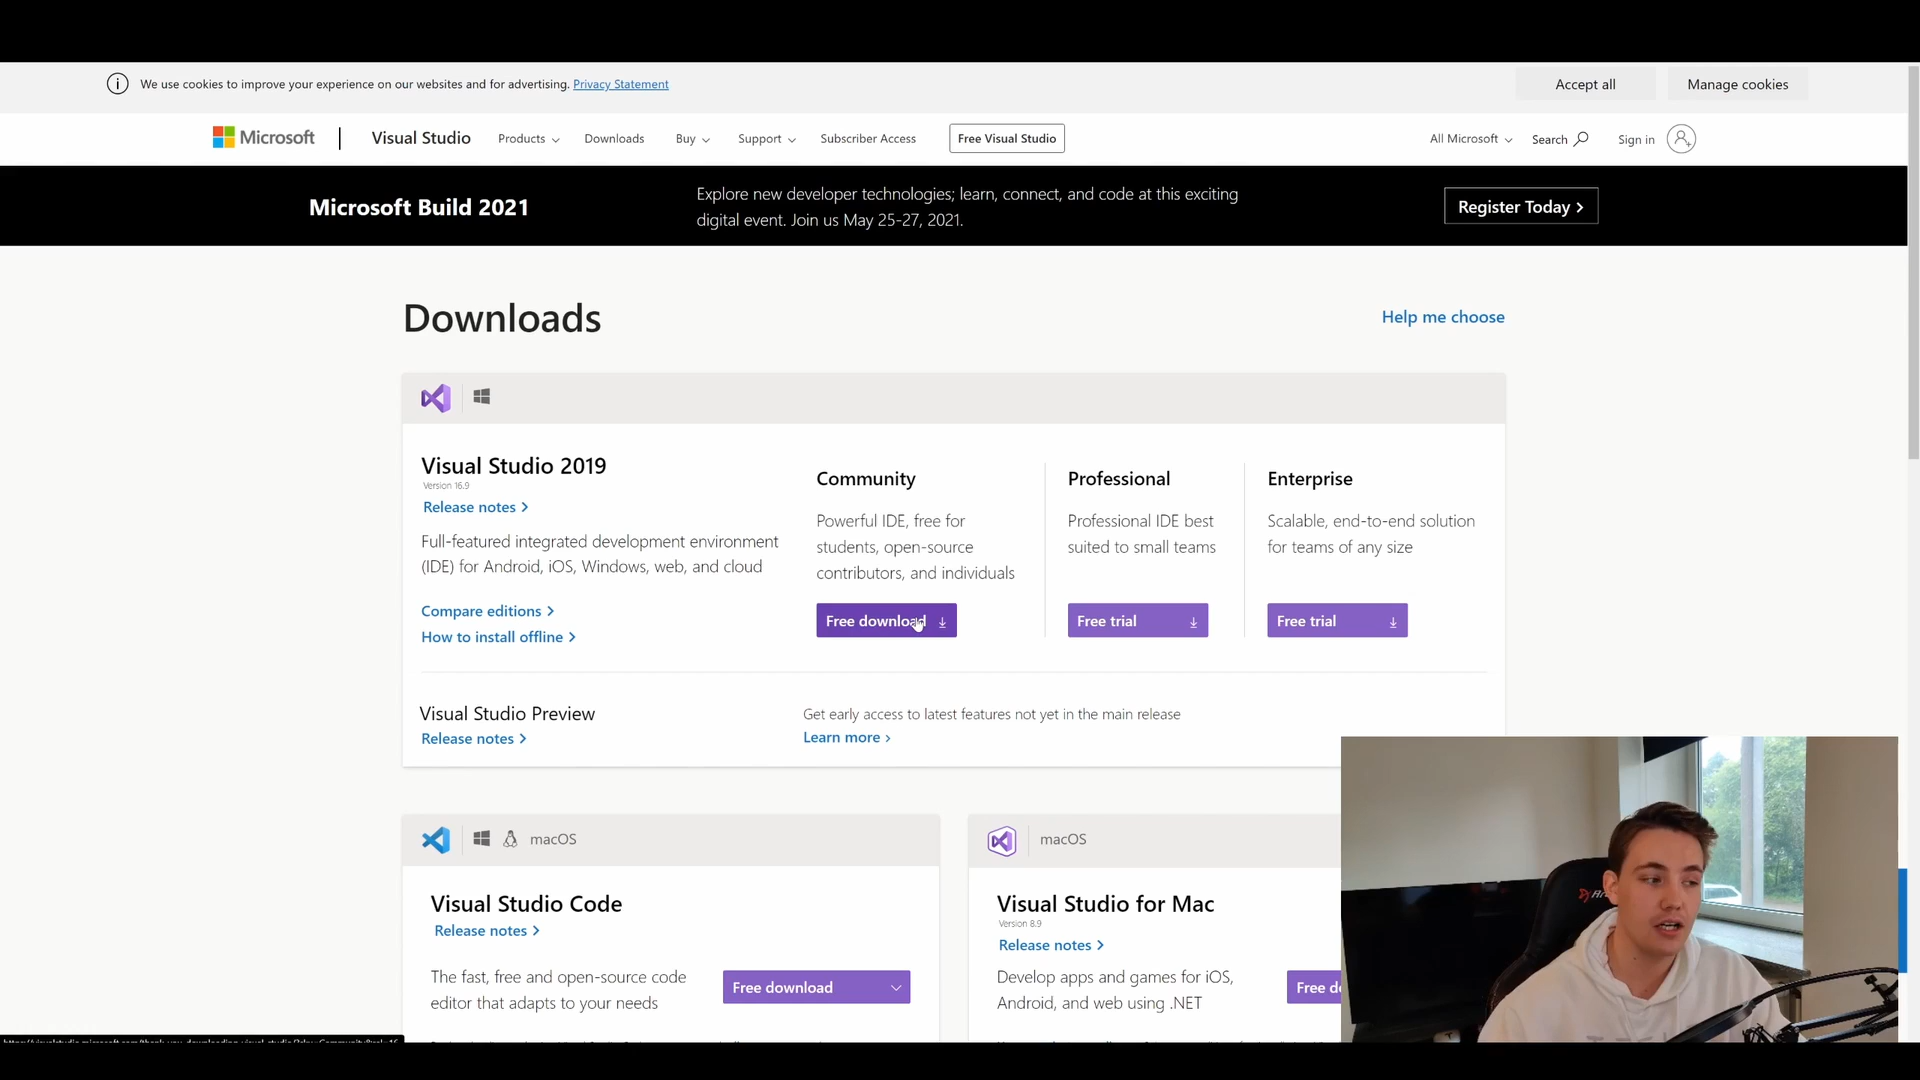 We use cookies to improve your experience on our websites and for advertising. Privacy Statement
Accept all
Manage cookies
Microsoft
Visual Studio
Products
Downloads
Buy
Support
Subscriber Access
Free Visual Studio
All Microsoft
Search
Sign in
Microsoft Build 2021
Explore new developer technologies; learn, connect, and code at this exciting
digital event. Join us May 25-27, 2021.
Register Today
Downloads
Help me choose
Visual Studio 2019
Version 16.9
Release notes
Full-featured integrated development environment
(IDE) for Android, iOS, Windows, web, and cloud
Compare editions
How to install offline
Community
Powerful IDE, free for
students, open-source
contributors, and individuals
Free download
Professional
Professional IDE best
suited to small teams
Free trial
Enterprise
Scalable, end-to-end solution
for teams of any size
Free trial
Visual Studio Preview
Release notes
Get early access to latest features not yet in the main release
Learn more
macOS
Visual Studio Code
Release notes
The fast, free and open-source code
editor that adapts to your needs
Free download
macOS
Visual Studio for Mac
Version 8.9
Release notes
Develop apps and games for iOS,
Android, and web using .NET
Free